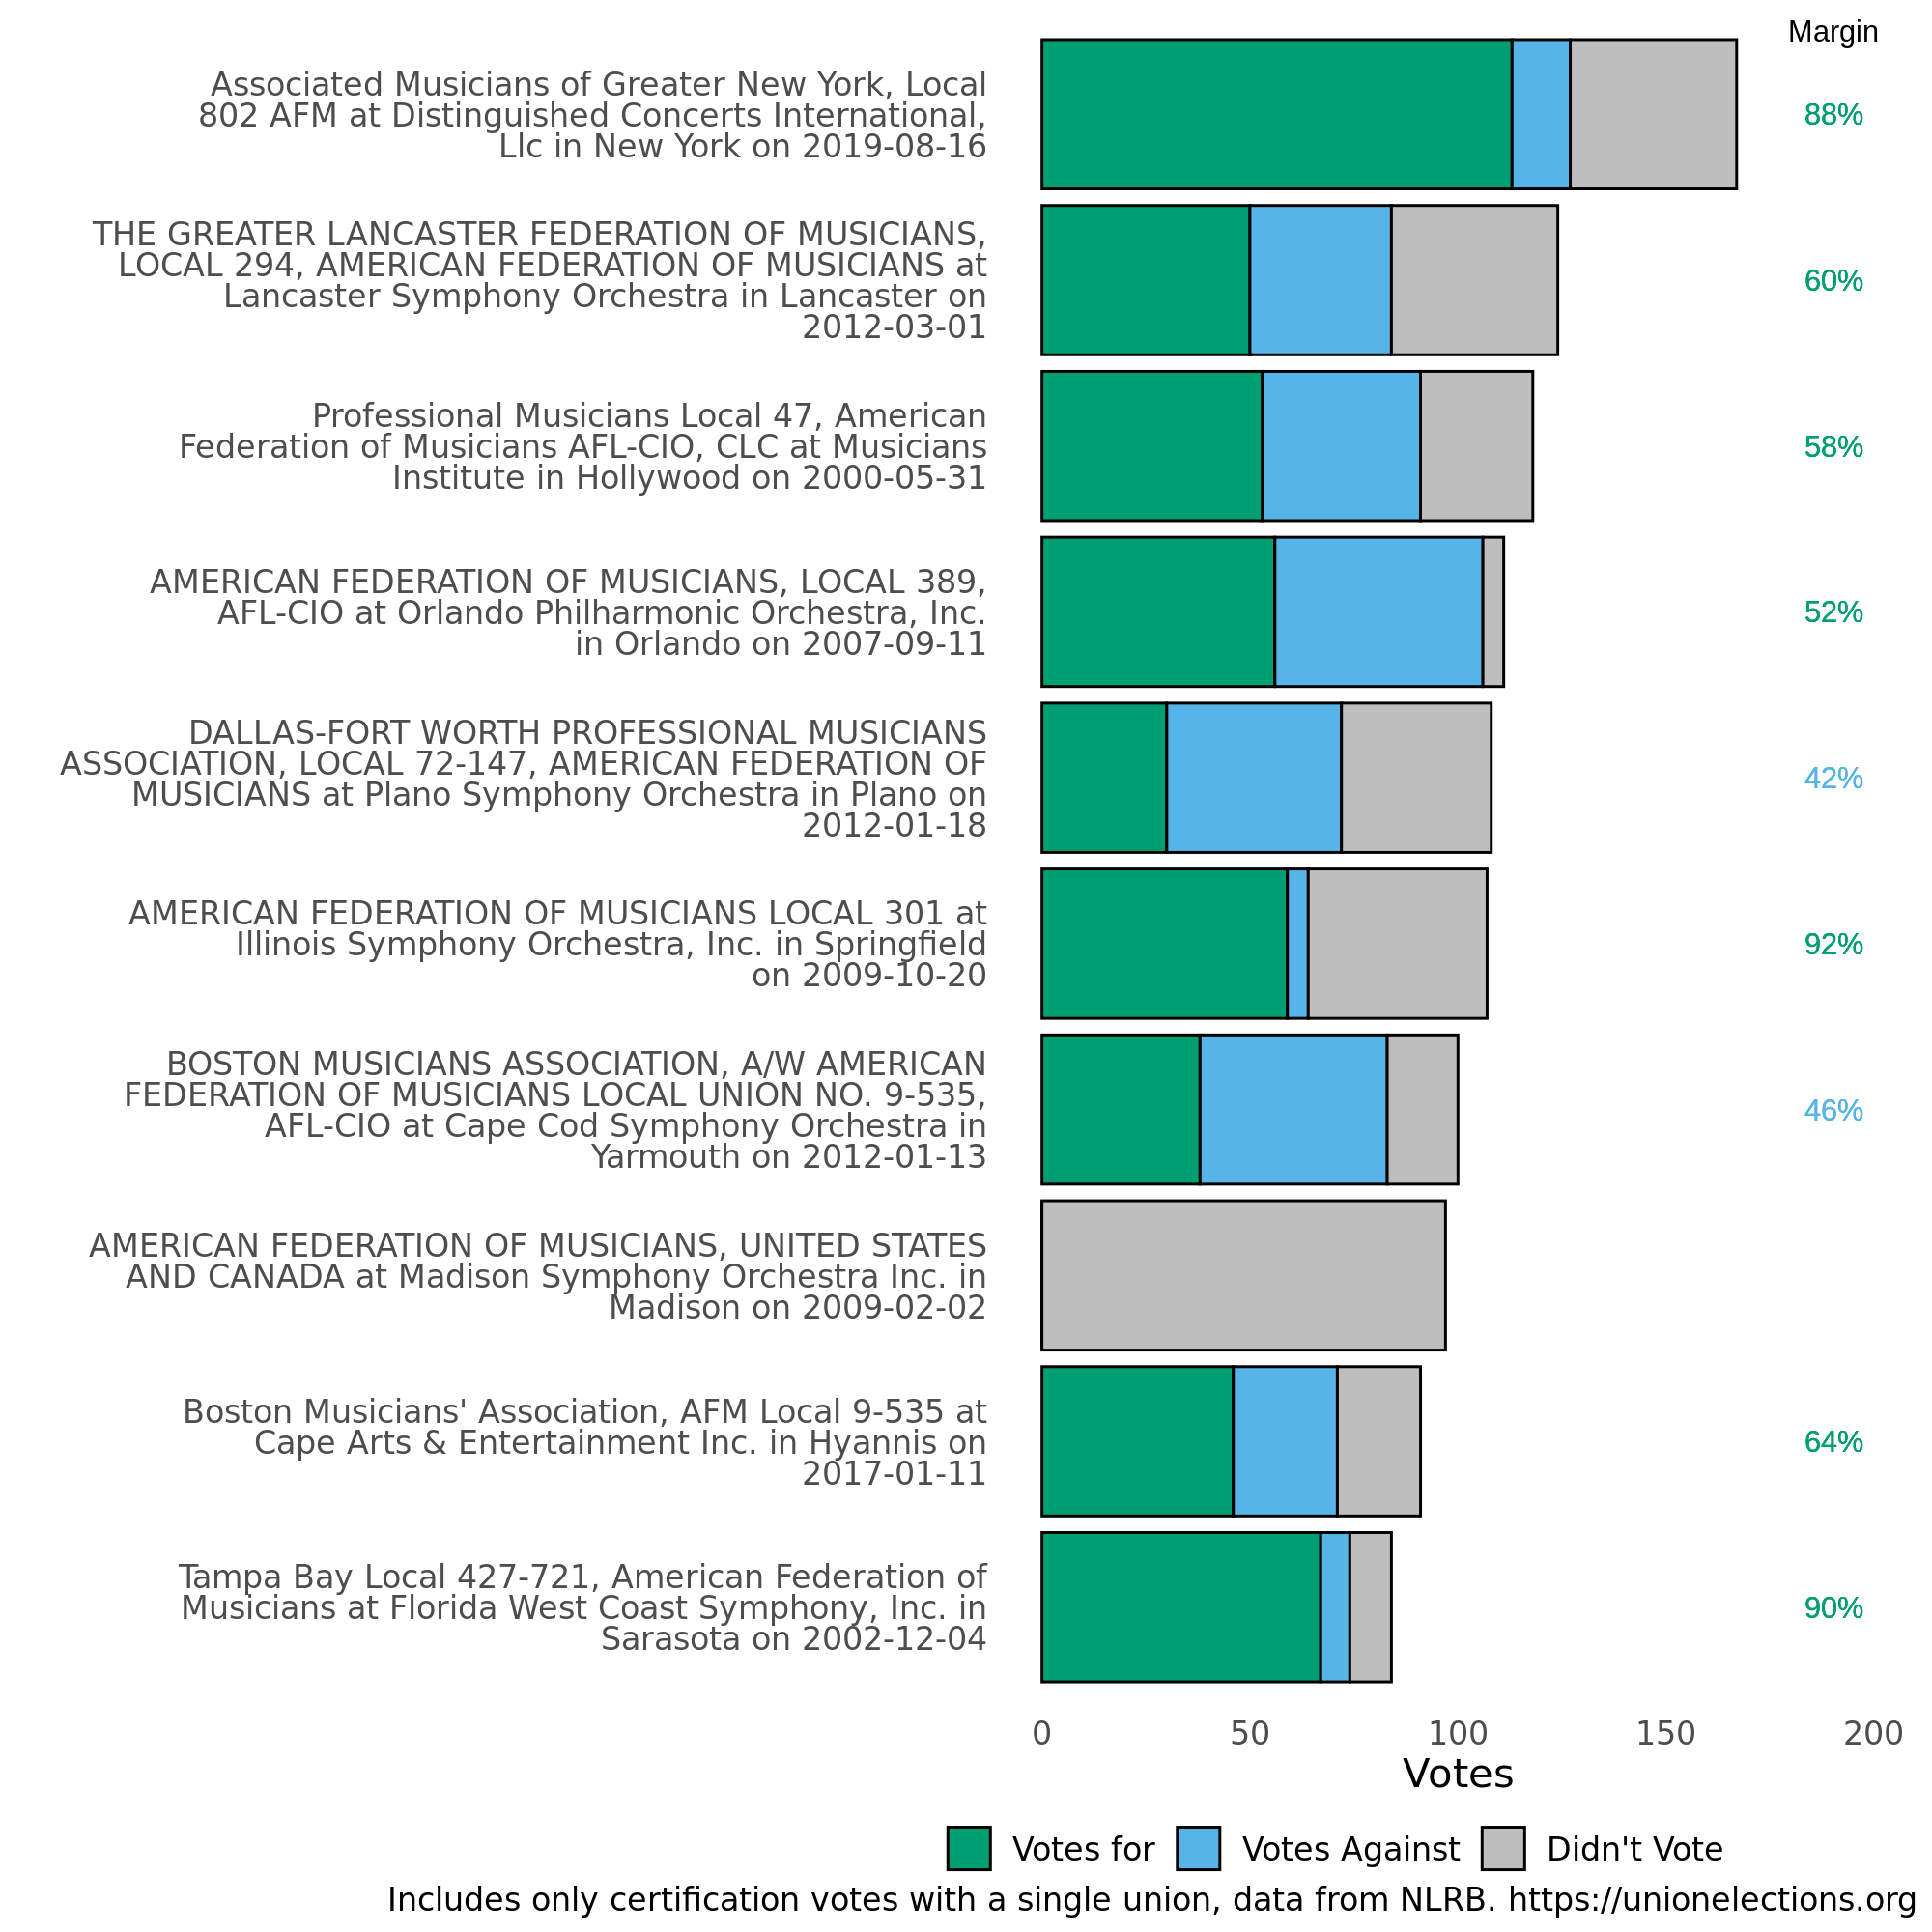 Margin
Associated Musicians of Greater New York, Local
802 AFM at Distinguished Concerts International,
Llc in New York on 2019-08-16
88%
THE GREATER LANCASTER FEDERATION OF MUSICIANS,
LOCAL 294, AMERICAN FEDERATION OF MUSICIANS at
Lancaster Symphony Orchestra in Lancaster on
2012-03-01
60%
Professional Musicians Local 47, American
Federation of Musicians AFL-CIO, CLC at Musicians
Institute in Hollywood on 2000-05-31
58%
AMERICAN FEDERATION OF MUSICIANS, LOCAL 389,
AFL-CIO at Orlando Philharmonic Orchestra, Inc.
in Orlando on 2007-09-11
52%
DALLAS-FORT WORTH PROFESSIONAL MUSICIANS
ASSOCIATION, LOCAL 72-147, AMERICAN FEDERATION OF
MUSICIANS at Plano Symphony Orchestra in Plano on
2012-01-18
42%
AMERICAN FEDERATION OF MUSICIANS LOCAL 301 at
Illinois Symphony Orchestra, Inc. in Springfield
on 2009-10-20
92%
BOSTON MUSICIANS ASSOCIATION, A/W AMERICAN
FEDERATION OF MUSICIANS LOCAL UNION NO. 9-535,
AFL-CIO at Cape Cod Symphony Orchestra in
Yarmouth on 2012-01-13
46%
AMERICAN FEDERATION OF MUSICIANS, UNITED STATES
AND CANADA at Madison Symphony Orchestra Inc. in
Madison on 2009-02-02
Boston Musicians' Association, AFM Local 9-535 at
Cape Arts & Entertainment Inc. in Hyannis on
2017-01-11
64%
Tampa Bay Local 427-721, American Federation of
Musicians at Florida West Coast Symphony, Inc. in
Sarasota on 2002-12-04
90%
0 50 100 150 200
Votes
Votes for Votes Against Didn't Vote
Includes only certification votes with a single union, data from NLRB. https://unionelections.org